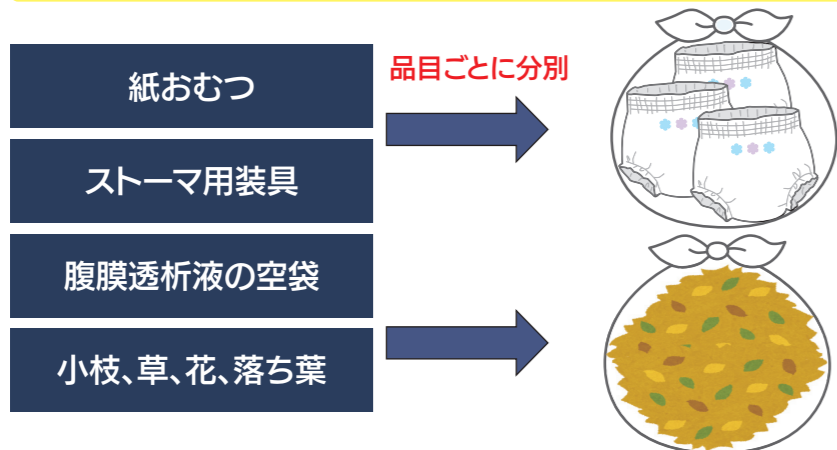 紙おむつ
品目ごとに分別
ストーマ用装具
腹膜透析液の空袋
小枝、草、花、落ち葉